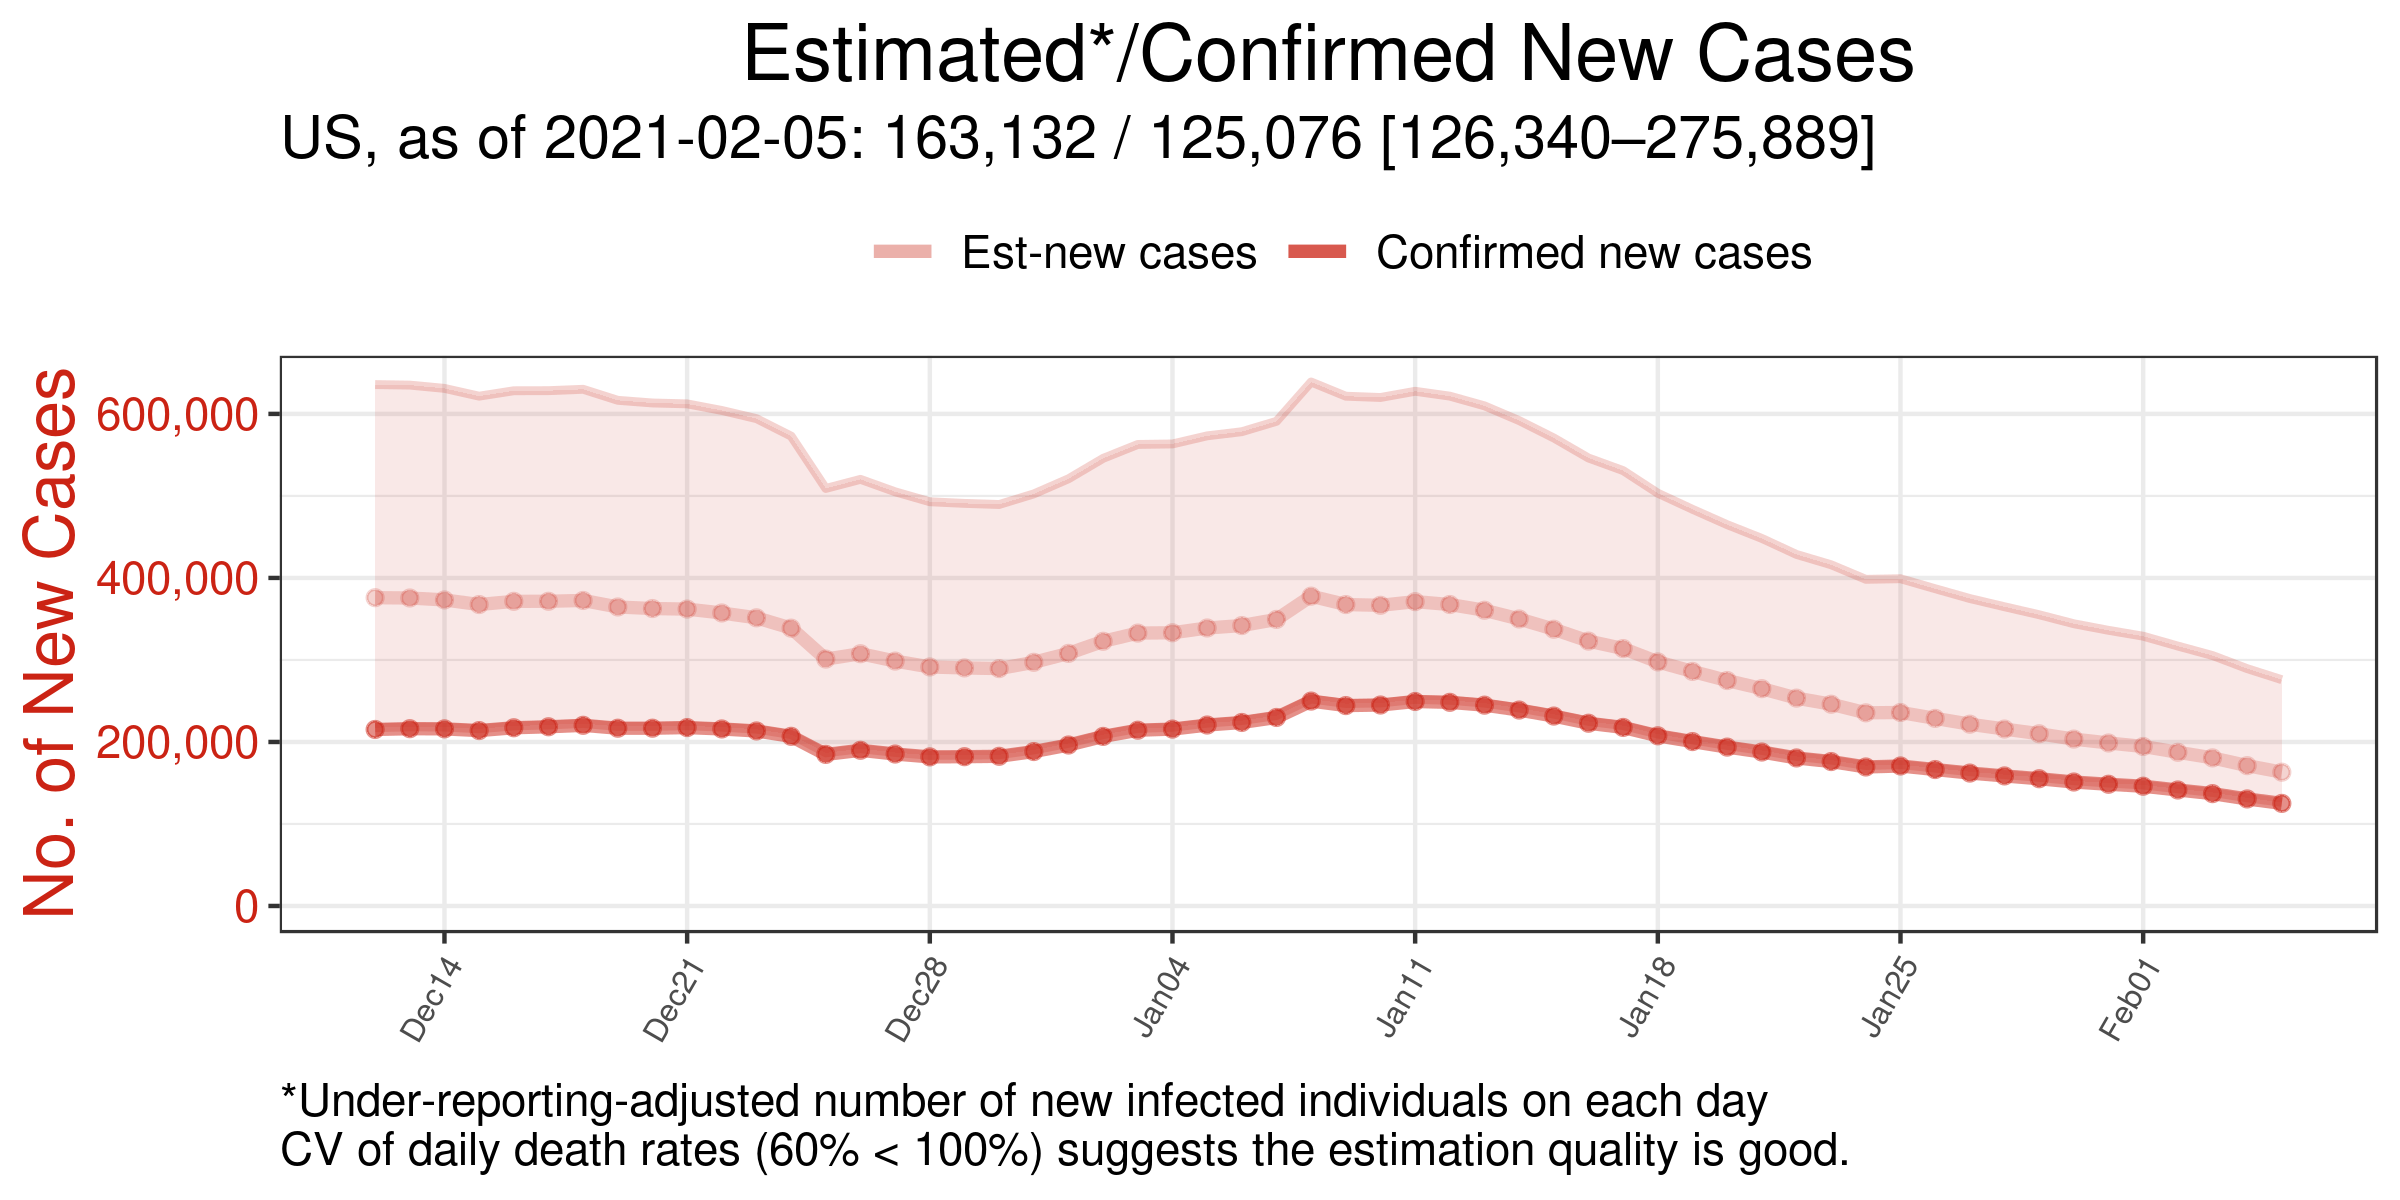 Estimated*/Confirmed New Cases
US, as of 2021-02-05: 163,132 / 125,076 [126,340–275,889]
Est-new cases
Confirmed new cases
No. of New Cases
600,000
400,000
200,000
0
Dec14
Dec21
Dec28
Jan04
Jan11
Jan18
Jan25
Feb01
*Under-reporting-adjusted number of new infected individuals on each day
CV of daily death rates (60% < 100%) suggests the estimation quality is good.